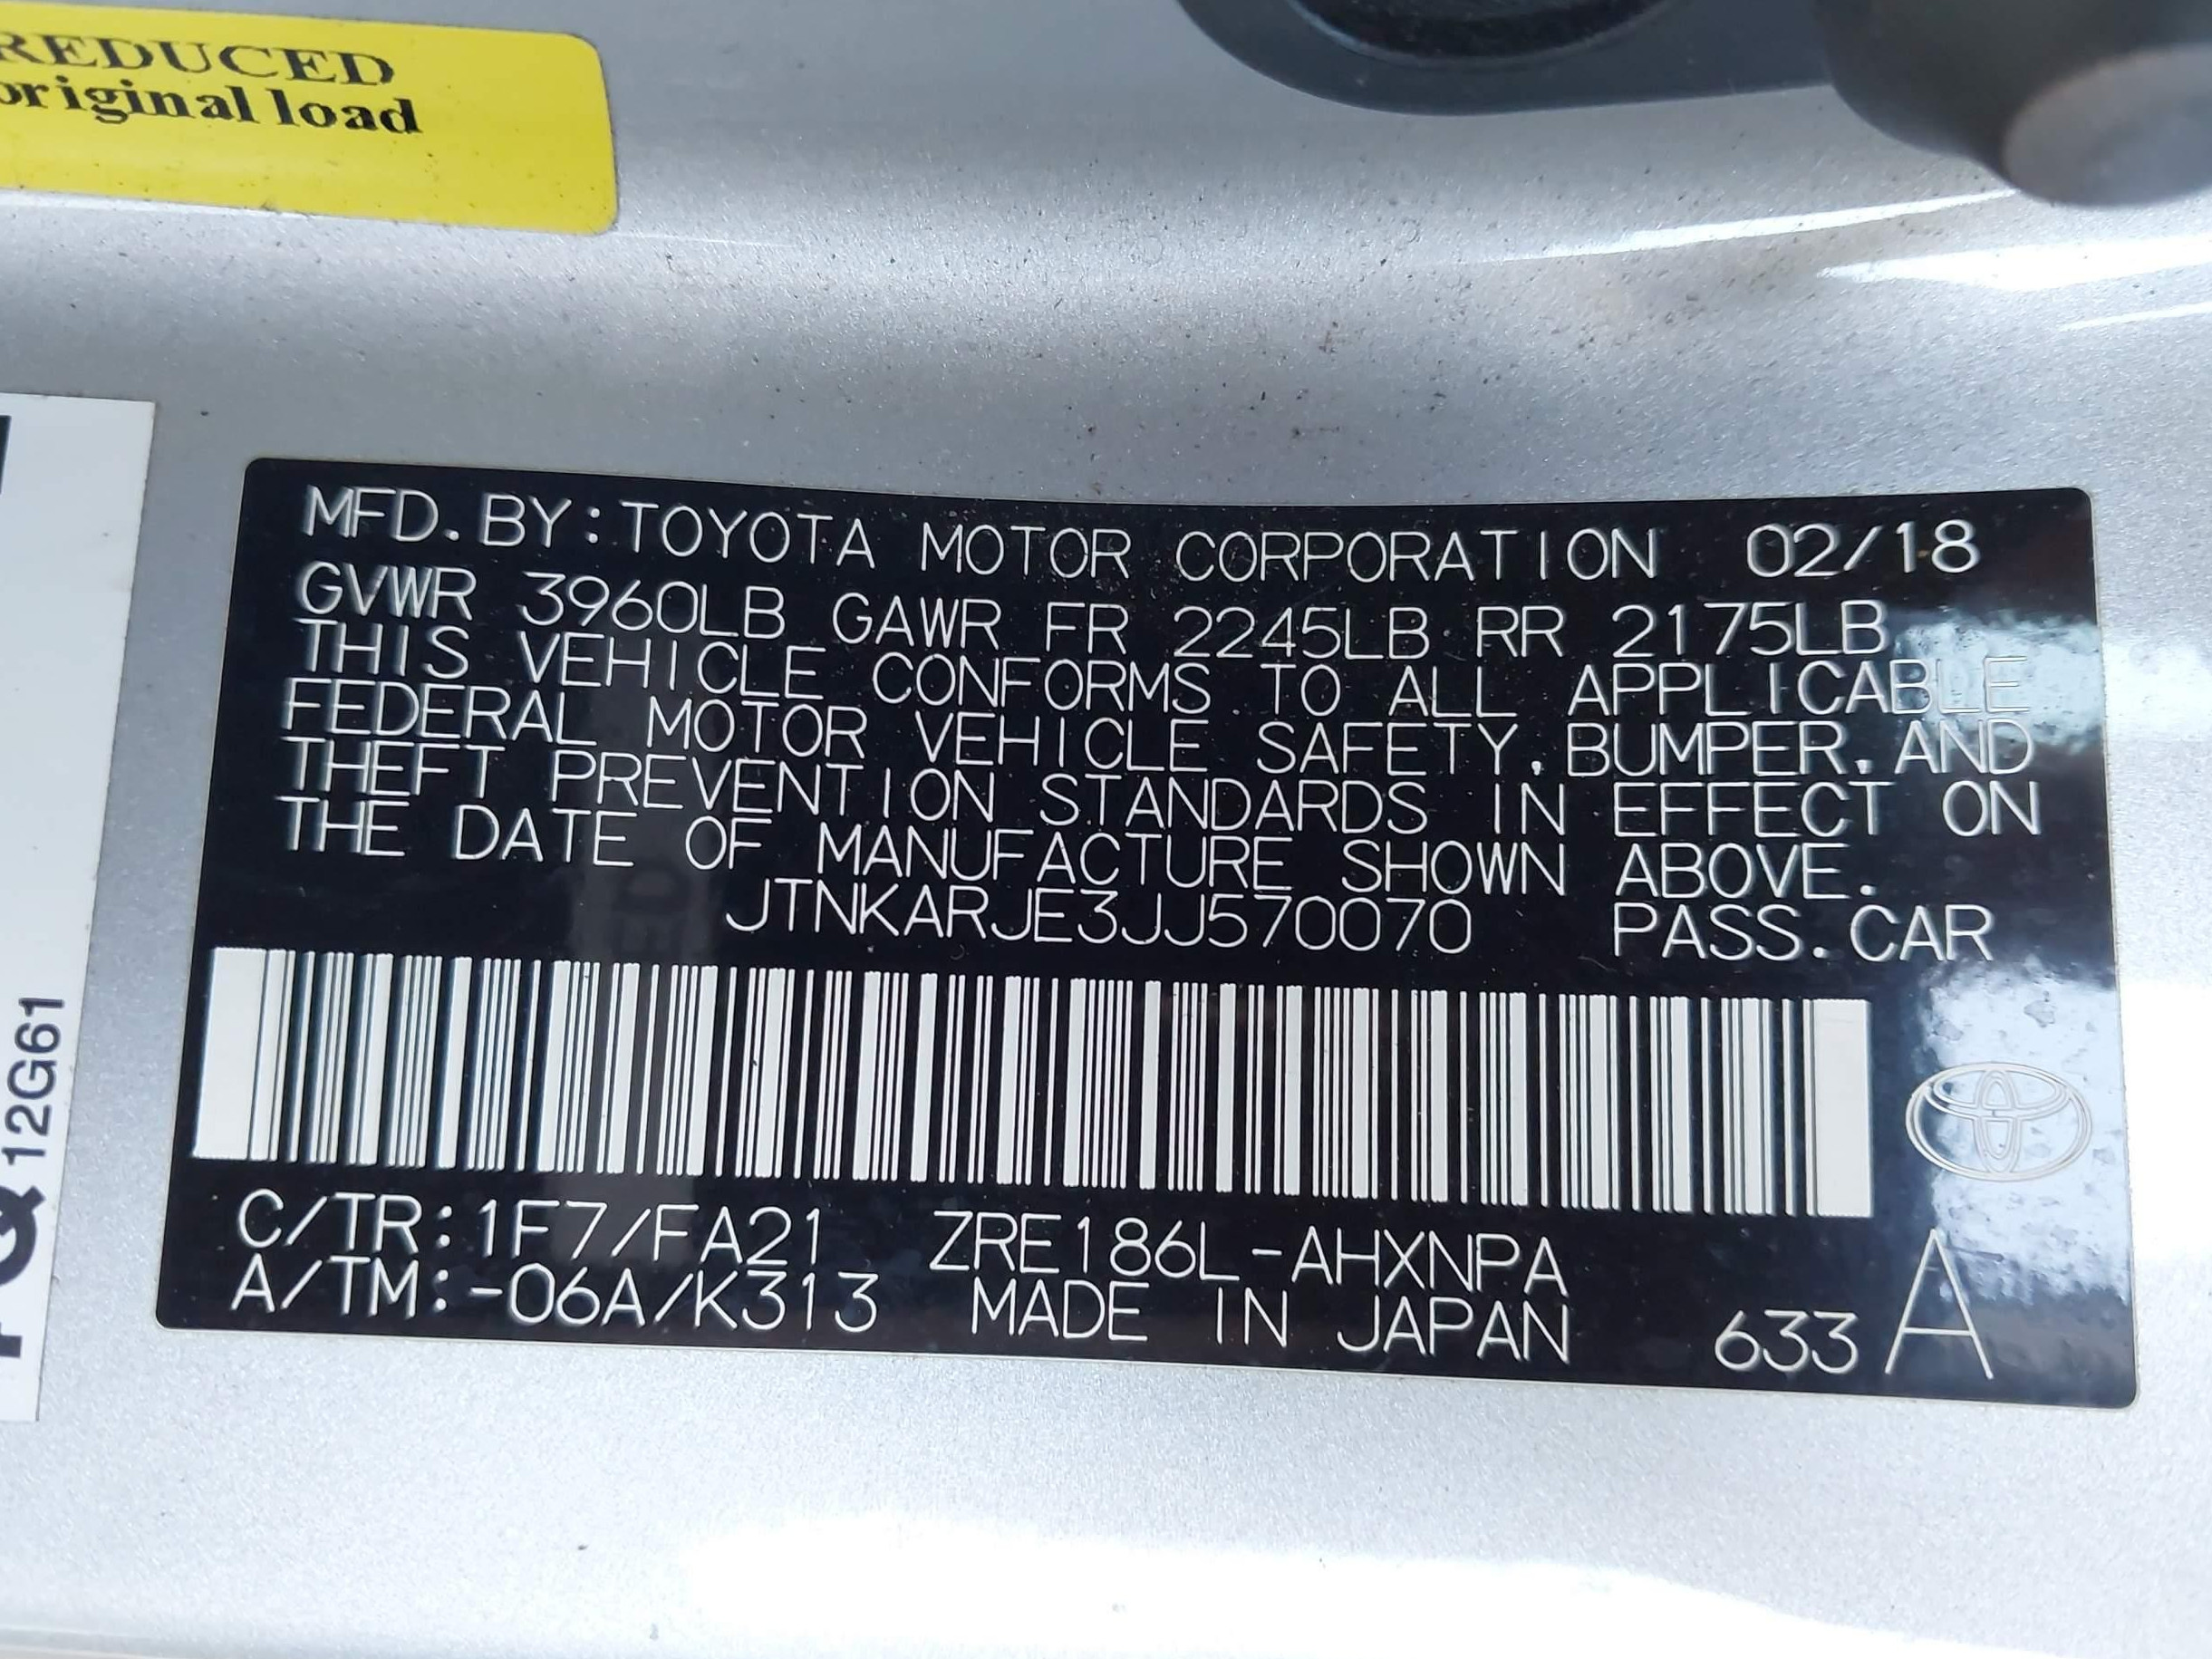 REDUCED
original load
MFD. BY: TOYOTA MOTOR CORPORATION 02/18
GVWR 3960LB GAWR FR 2245LB RR 2175LB
THIS VEHICLE CONFORMS TO ALL APPLICABLE
FEDERAL MOTOR VEHICLE SAFETY, BUMPER, AND
THEFT PREVENTION STANDARDS IN EFFECT ON
THE DATE OF MANUFACTURE SHOWN ABOVE.
JTNKARJE3JJ570070 PASS. CAR
C/TR: 1F7/FA21 ZRE186L-AHXNPA
A/TM: -06A/K313 MADE IN JAPAN 633 A
12G61